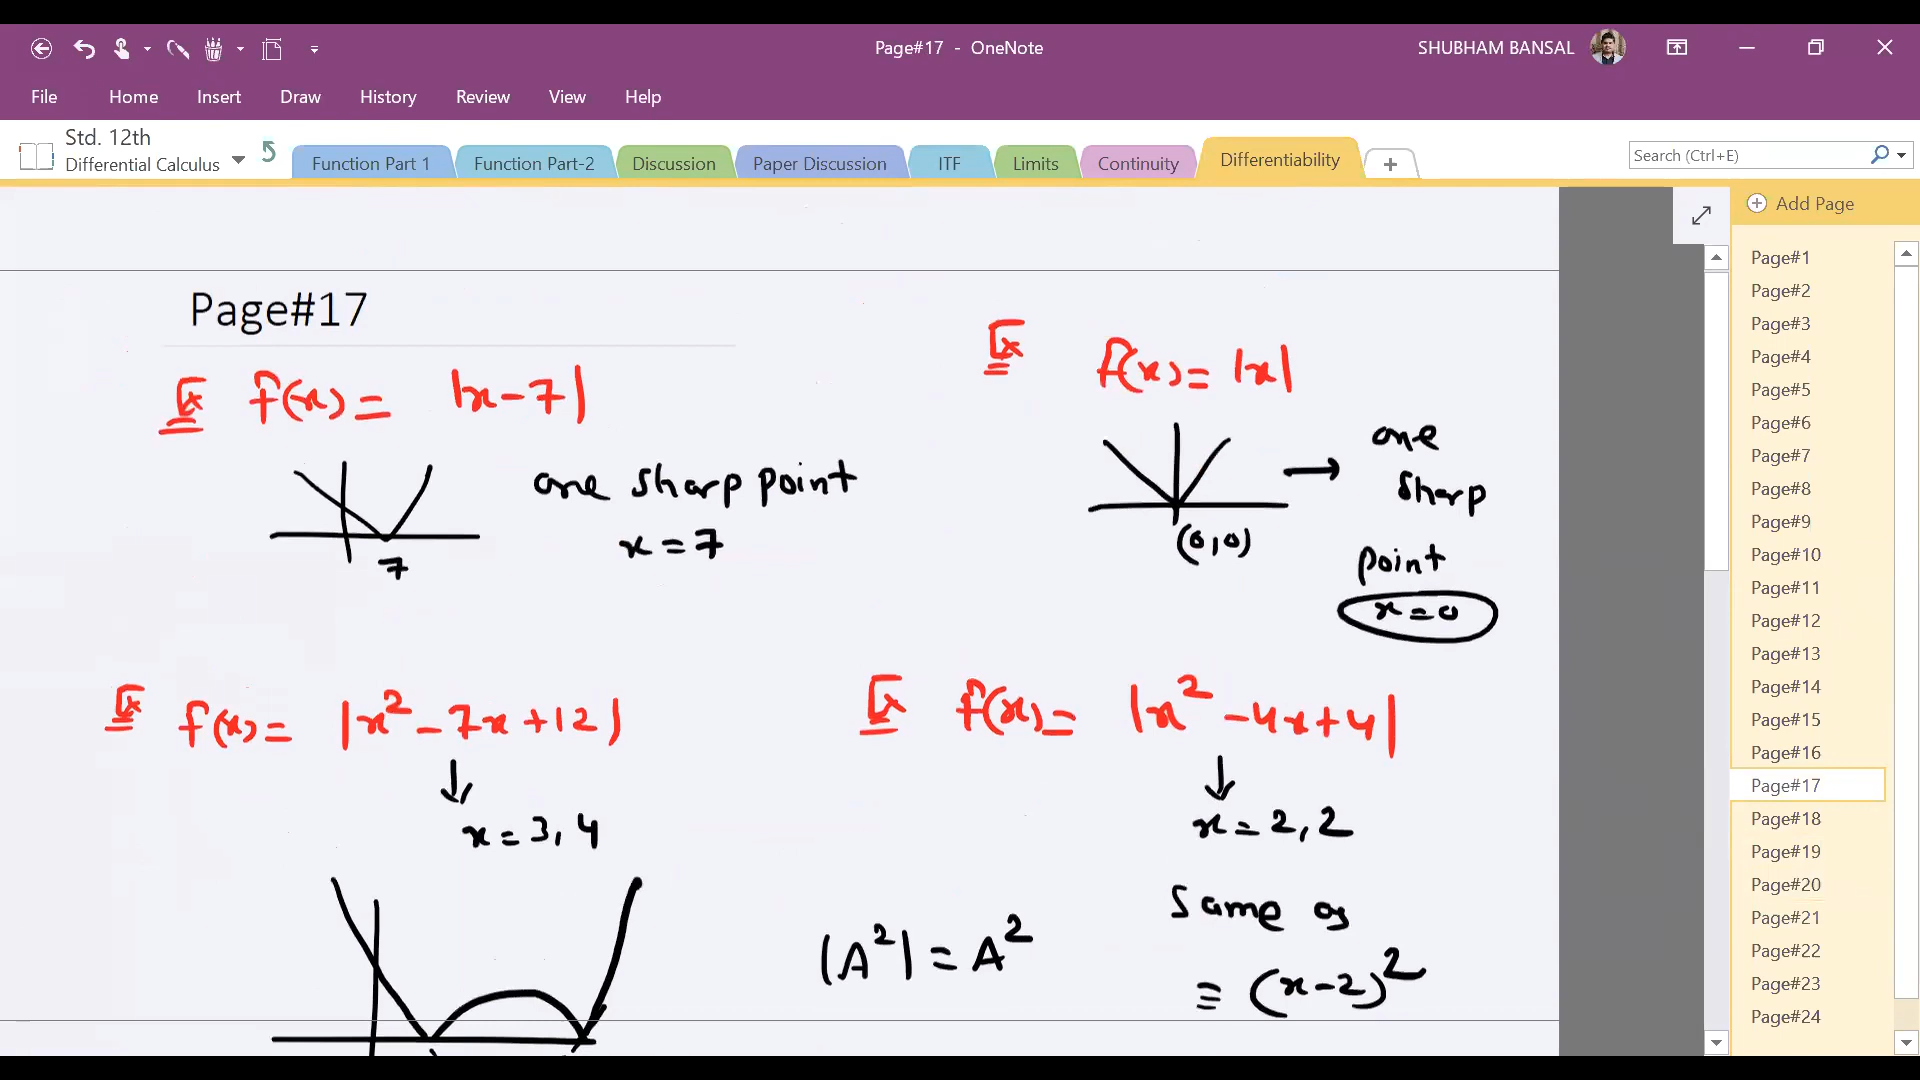 Page#17 - OneNote
SHUBHAM BANSAL
File Home Insert Draw History Review View Help
Std. 12th
Differential Calculus
Function Part 1
Function Part-2
Discussion
Paper Discussion
ITF
Limits
Continuity
Differentiability
Search (Ctrl+E)
Page#17
Ex f(x) = |x-7|
7
one sharp point
x = 7
Ex f(x) = |x|
(0,0)
one
sharp
point
x = 0
Ex f(x) = |x² - 7x + 12|
↓
x = 3, 4
Ex f(x) = |x² - 4x + 4|
↓
x = 2, 2
Same as
≡ (x-2)²
|A²| = A²
Add Page
Page#1
Page#2
Page#3
Page#4
Page#5
Page#6
Page#7
Page#8
Page#9
Page#10
Page#11
Page#12
Page#13
Page#14
Page#15
Page#16
Page#17
Page#18
Page#19
Page#20
Page#21
Page#22
Page#23
Page#24